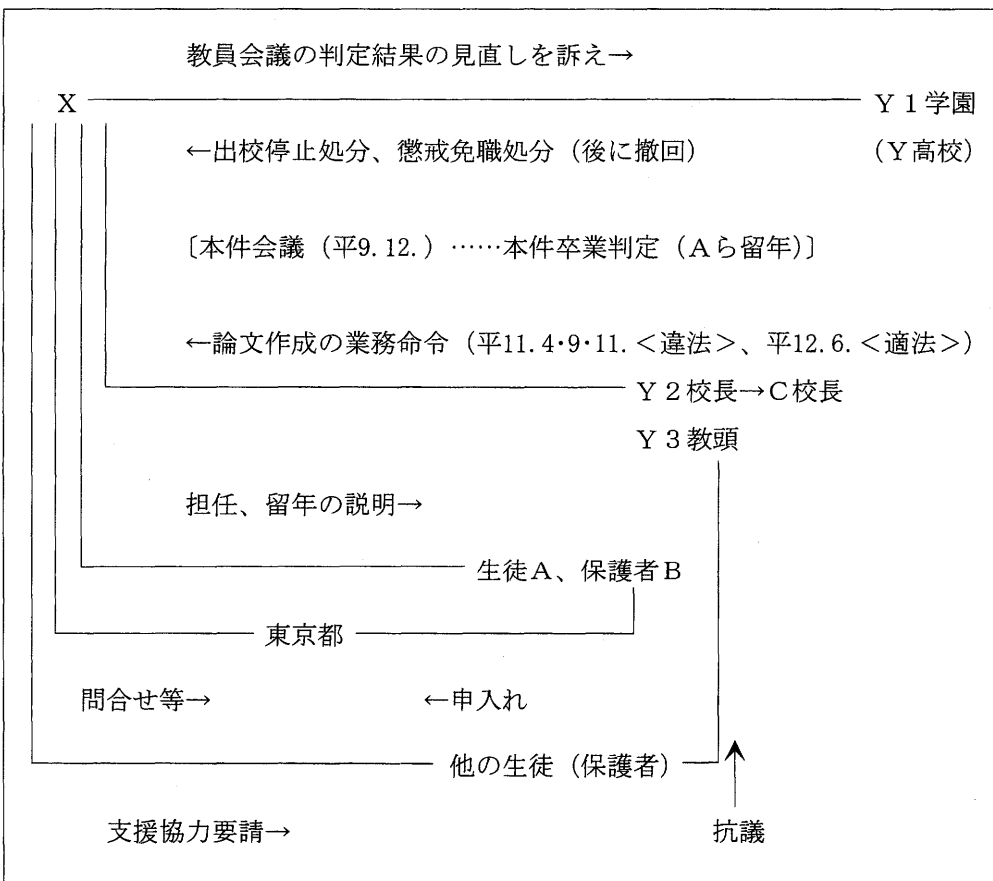 教員会議の判定結果の見直しを訴え→
X Y1学園
←出校停止処分、懲戒免職処分（後に撤回） （Y高校）
〔本件会議（平9.12.）……本件卒業判定（Aら留年）〕
←論文作成の業務命令（平11.4･9･11.＜違法＞、平12.6.＜適法＞）
Y2校長→C校長
Y3教頭
担任、留年の説明→
生徒A、保護者B
東京都
問合せ等→ ←申入れ
他の生徒（保護者）
支援協力要請→ 抗議